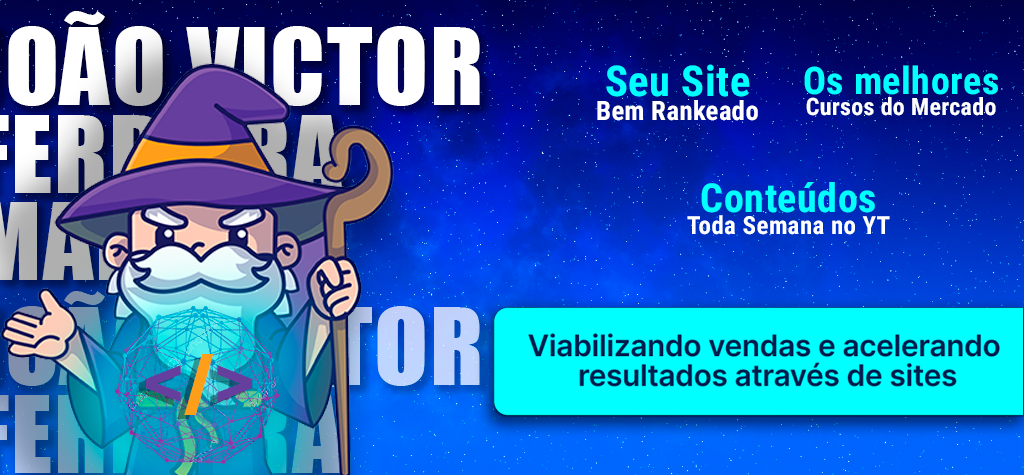 OÃO VICTOR
Seu Site
Bem Rankeado
Os melhores
Cursos do Mercado
Conteúdos
Toda Semana no YT
Viabilizando vendas e acelerando
resultados através de sites
</>